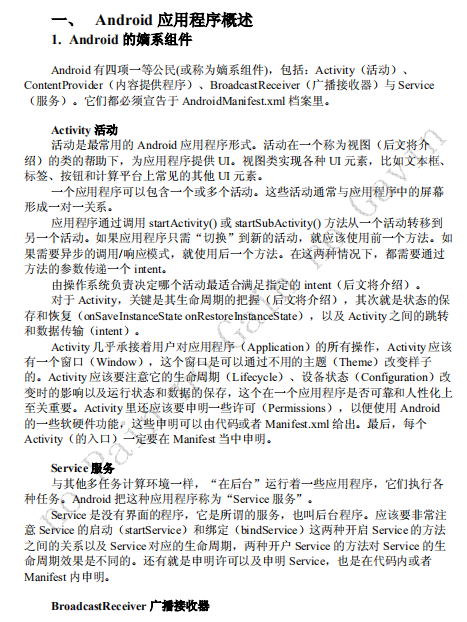 一、 Android 应用程序概述
1. Android 的嫡系组件
Android 有四项一等公民(或称为嫡系组件)，包括：Activity（活动）、
ContentProvider（内容提供程序）、BroadcastReceiver（广播接收器）与 Service
（服务）。它们都必须宣告于 AndroidManifest.xml 档案里。
Activity 活动
活动是最常用的 Android 应用程序形式。活动在一个称为视图（后文将介
绍）的类的帮助下，为应用程序提供 UI。视图类实现各种 UI 元素，比如文本框、
标签、按钮和计算平台上常见的其他 UI 元素。
一个应用程序可以包含一个或多个活动。这些活动通常与应用程序中的屏幕
形成一对一关系。
应用程序通过调用 startActivity() 或 startSubActivity() 方法从一个活动转移到
另一个活动。如果应用程序只需“切换”到新的活动，就应该使用前一个方法。如
果需要异步的调用/响应模式，就使用后一个方法。在这两种情况下，都需要通过
方法的参数传递一个 intent。
由操作系统负责决定哪个活动最适合满足指定的 intent（后文将介绍）。
对于 Activity，关键是其生命周期的把握（后文将介绍），其次就是状态的保
存和恢复（onSaveInstanceState onRestoreInstanceState），以及 Activity 之间的跳转
和数据传输（intent）。
Activity 几乎承接着用户对应用程序（Application）的所有操作，Activity 应该
有一个窗口（Window），这个窗口是可以通过不用的主题（Theme）改变样子
的。Activity 应该要注意它的生命周期（Lifecycle）、设备状态（Configuration）改
变时的影响以及运行状态和数据的保存，这个在一个应用程序是否可靠和人性化上
至关重要。Activity 里还应该要申明一些许可（Permissions），以便使用 Android
的一些软硬件功能，这些申明可以由代码或者 Manifest.xml 给出。最后，每个
Activity（的入口）一定要在 Manifest 当中申明。
Service 服务
与其他多任务计算环境一样，“在后台”运行着一些应用程序，它们执行各
种任务。Android 把这种应用程序称为“Service 服务”。
Service 是没有界面的程序，它是所谓的服务，也叫后台程序。应该要非常注
意 Service 的启动（startService）和绑定（bindService）这两种开启 Service 的方法
之间的关系以及 Service 对应的生命周期，两种开户 Service 的方法对 Service 的生
命周期效果是不同的。还有就是申明许可以及申明 Service，也是在代码内或者
Manifest 内申明。
BroadcastReceiver 广播接收器